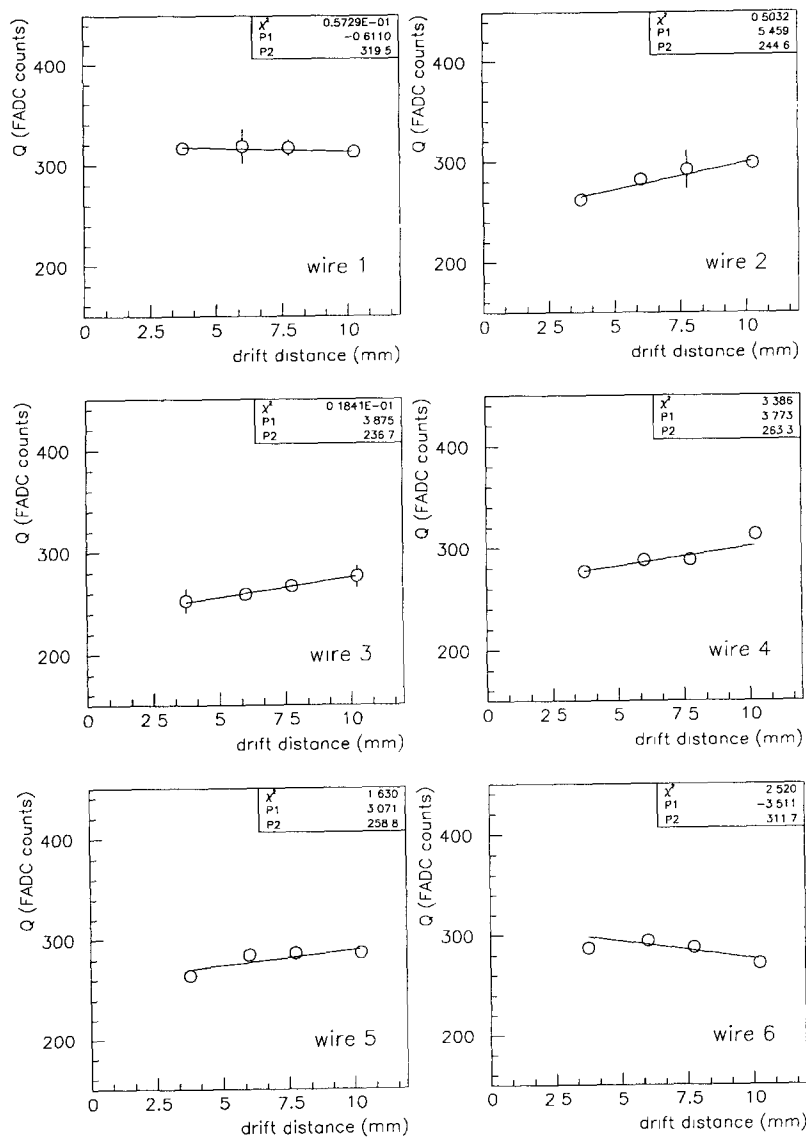 χ² 0.5729E-01
P1 -0.6110
P2 319 5
400
300
200
Q (FADC counts)
wire 1
0 2.5 5 7.5 10
drift distance (mm)
χ² 0 5032
P1 5 459
P2 244 6
400
300
200
Q (FADC counts)
wire 2
0 2.5 5 7.5 10
drift distance (mm)
χ² 0 1841E-01
P1 3 875
P2 236 7
400
300
200
Q (FADC counts)
wire 3
0 2 5 5 7 5 10
drift distance (mm)
χ² 3 386
P1 3 773
P2 263 3
400
300
200
Q (FADC counts)
wire 4
0 2 5 5 7 5 10
drift distance (mm)
χ² 1 630
P1 3 071
P2 258 8
400
300
200
Q (FADC counts)
wire 5
0 2.5 5 7.5 10
drift distance (mm)
χ² 2 520
P1 -3 511
P2 311 7
400
300
200
Q (FADC counts)
wire 6
0 2 5 5 7.5 10
drift distance (mm)